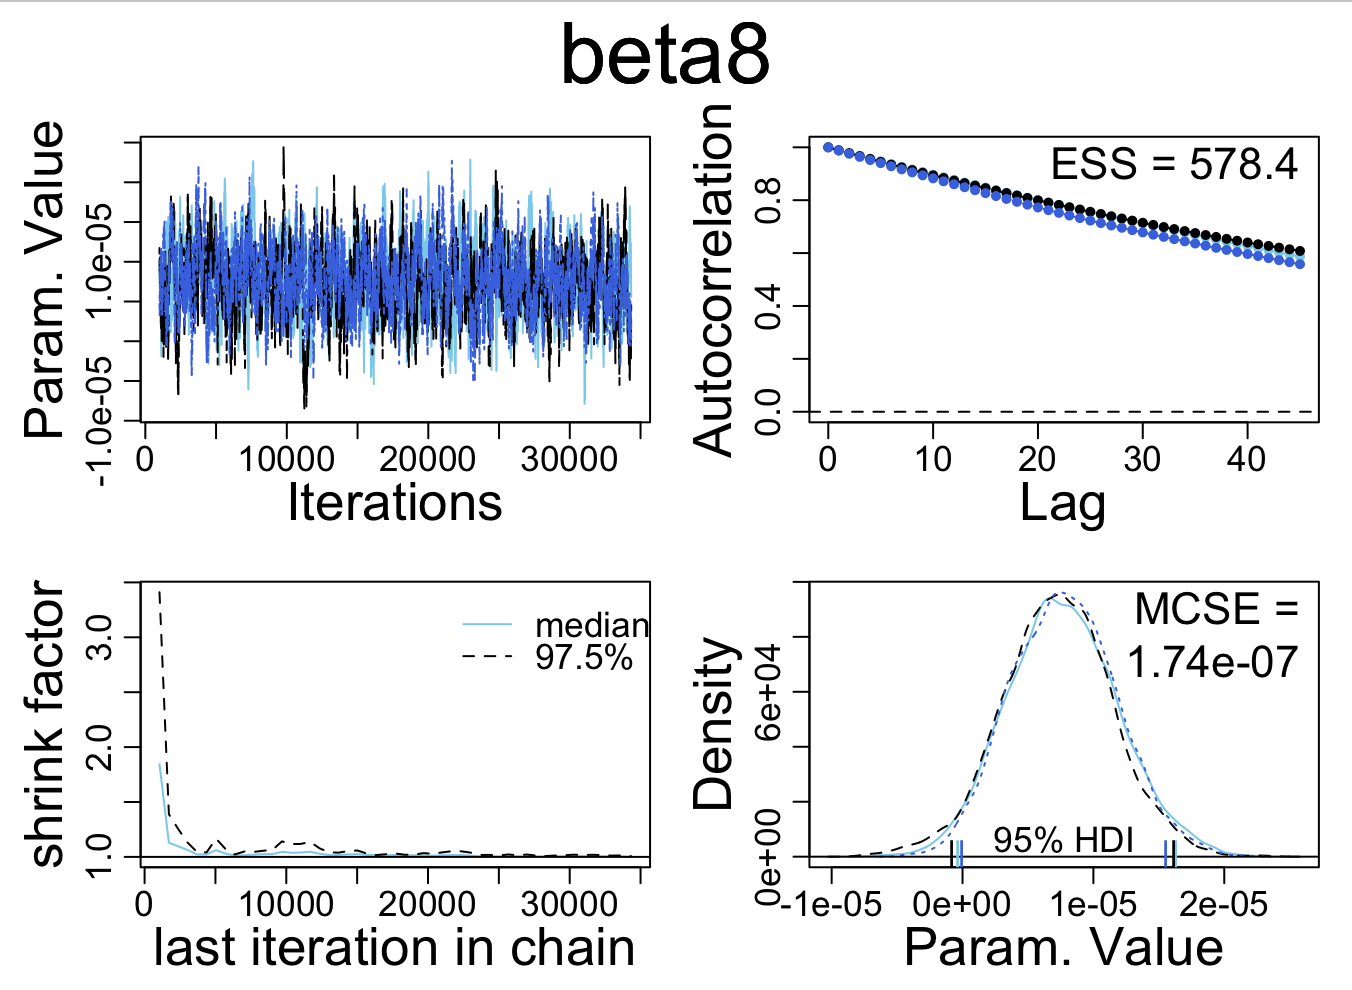 beta8
Param. Value
-1.0e-05
1.0e-05
0 10000 20000 30000
Iterations
Autocorrelation
0.0 0.4 0.8
ESS = 578.4
0 10 20 30 40
Lag
shrink factor
1.0 2.0 3.0
median
97.5%
0 10000 20000 30000
last iteration in chain
Density
0e+00 6e+04
MCSE =
1.74e-07
95% HDI
-1e-05 0e+00 1e-05 2e-05
Param. Value